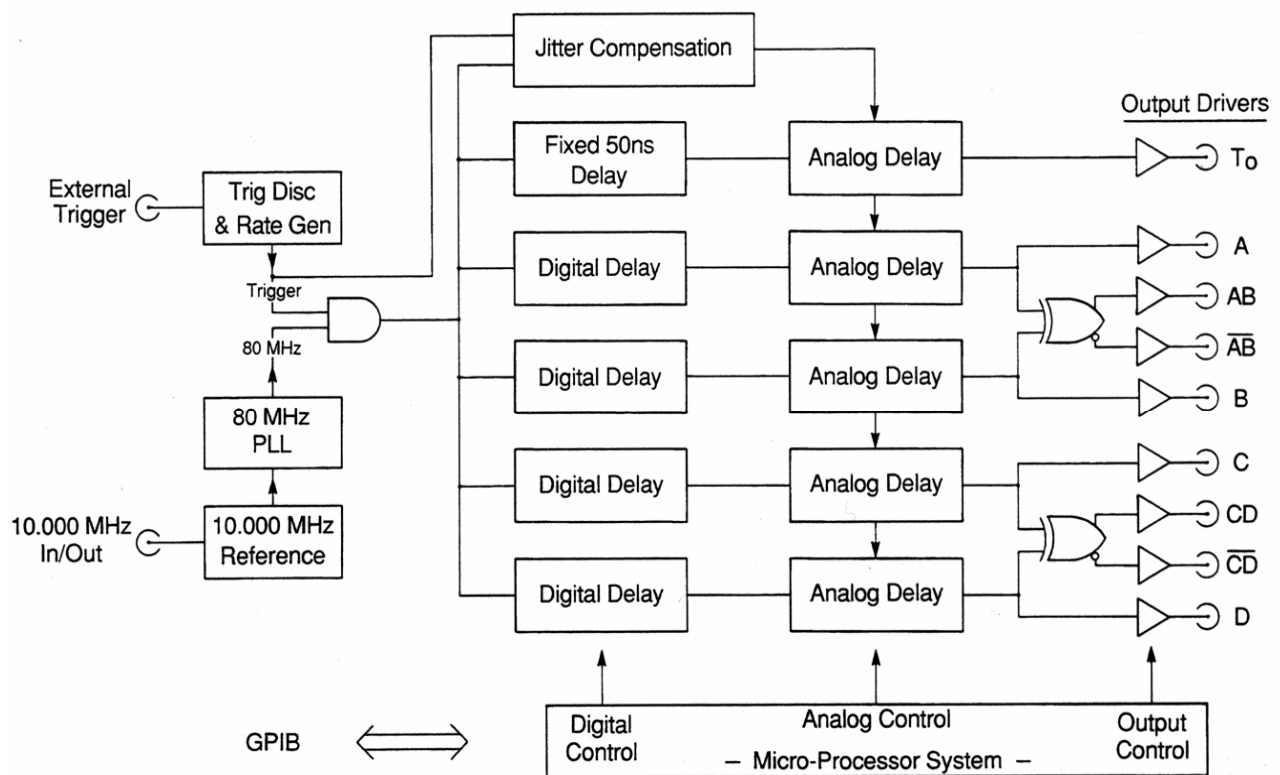 Jitter Compensation
Output Drivers
Fixed 50ns
Delay
Analog Delay
To
External
Trigger
Trig Disc
& Rate Gen
Digital Delay
Analog Delay
A
Trigger
AB
80 MHz
A̅B̅
Digital Delay
Analog Delay
B
80 MHz
PLL
Digital Delay
Analog Delay
C
10.000 MHz
In/Out
10.000 MHz
Reference
CD
C̅D̅
Digital Delay
Analog Delay
D
GPIB
Digital
Control
Analog Control
Output
Control
– Micro-Processor System –